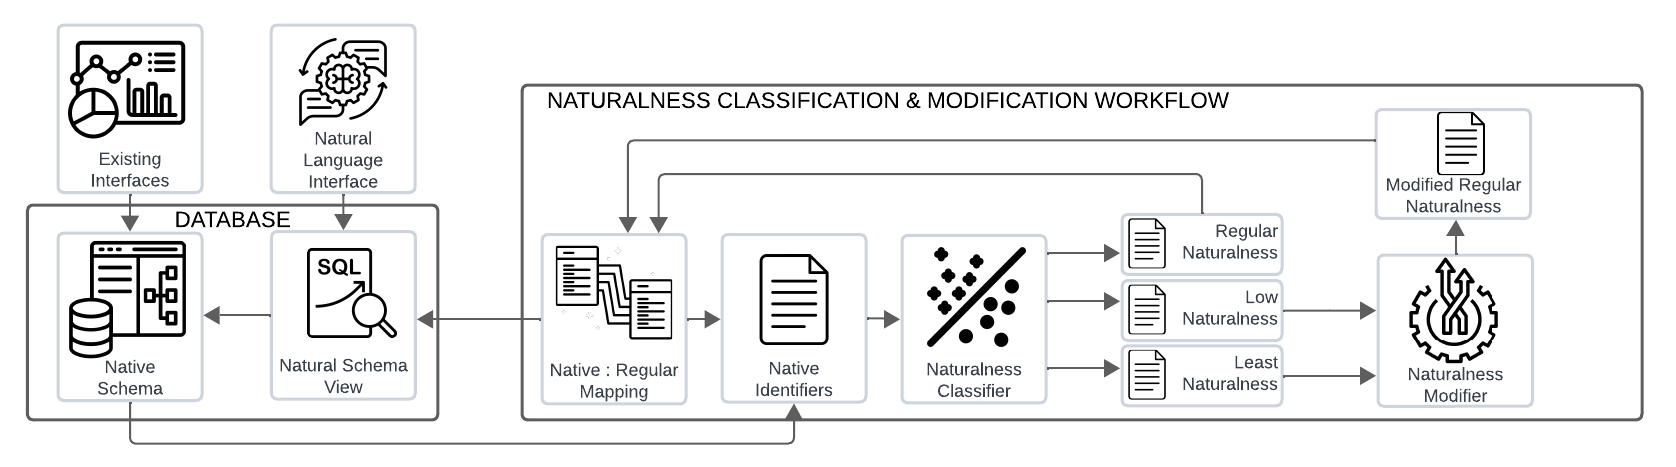 Existing
Interfaces
Natural
Language
Interface
DATABASE
SQL
Native
Schema
Natural Schema
View
NATURALNESS CLASSIFICATION & MODIFICATION WORKFLOW
Native : Regular
Mapping
Native
Identifiers
Naturalness
Classifier
Regular
Naturalness
Low
Naturalness
Least
Naturalness
Modified Regular
Naturalness
Naturalness
Modifier